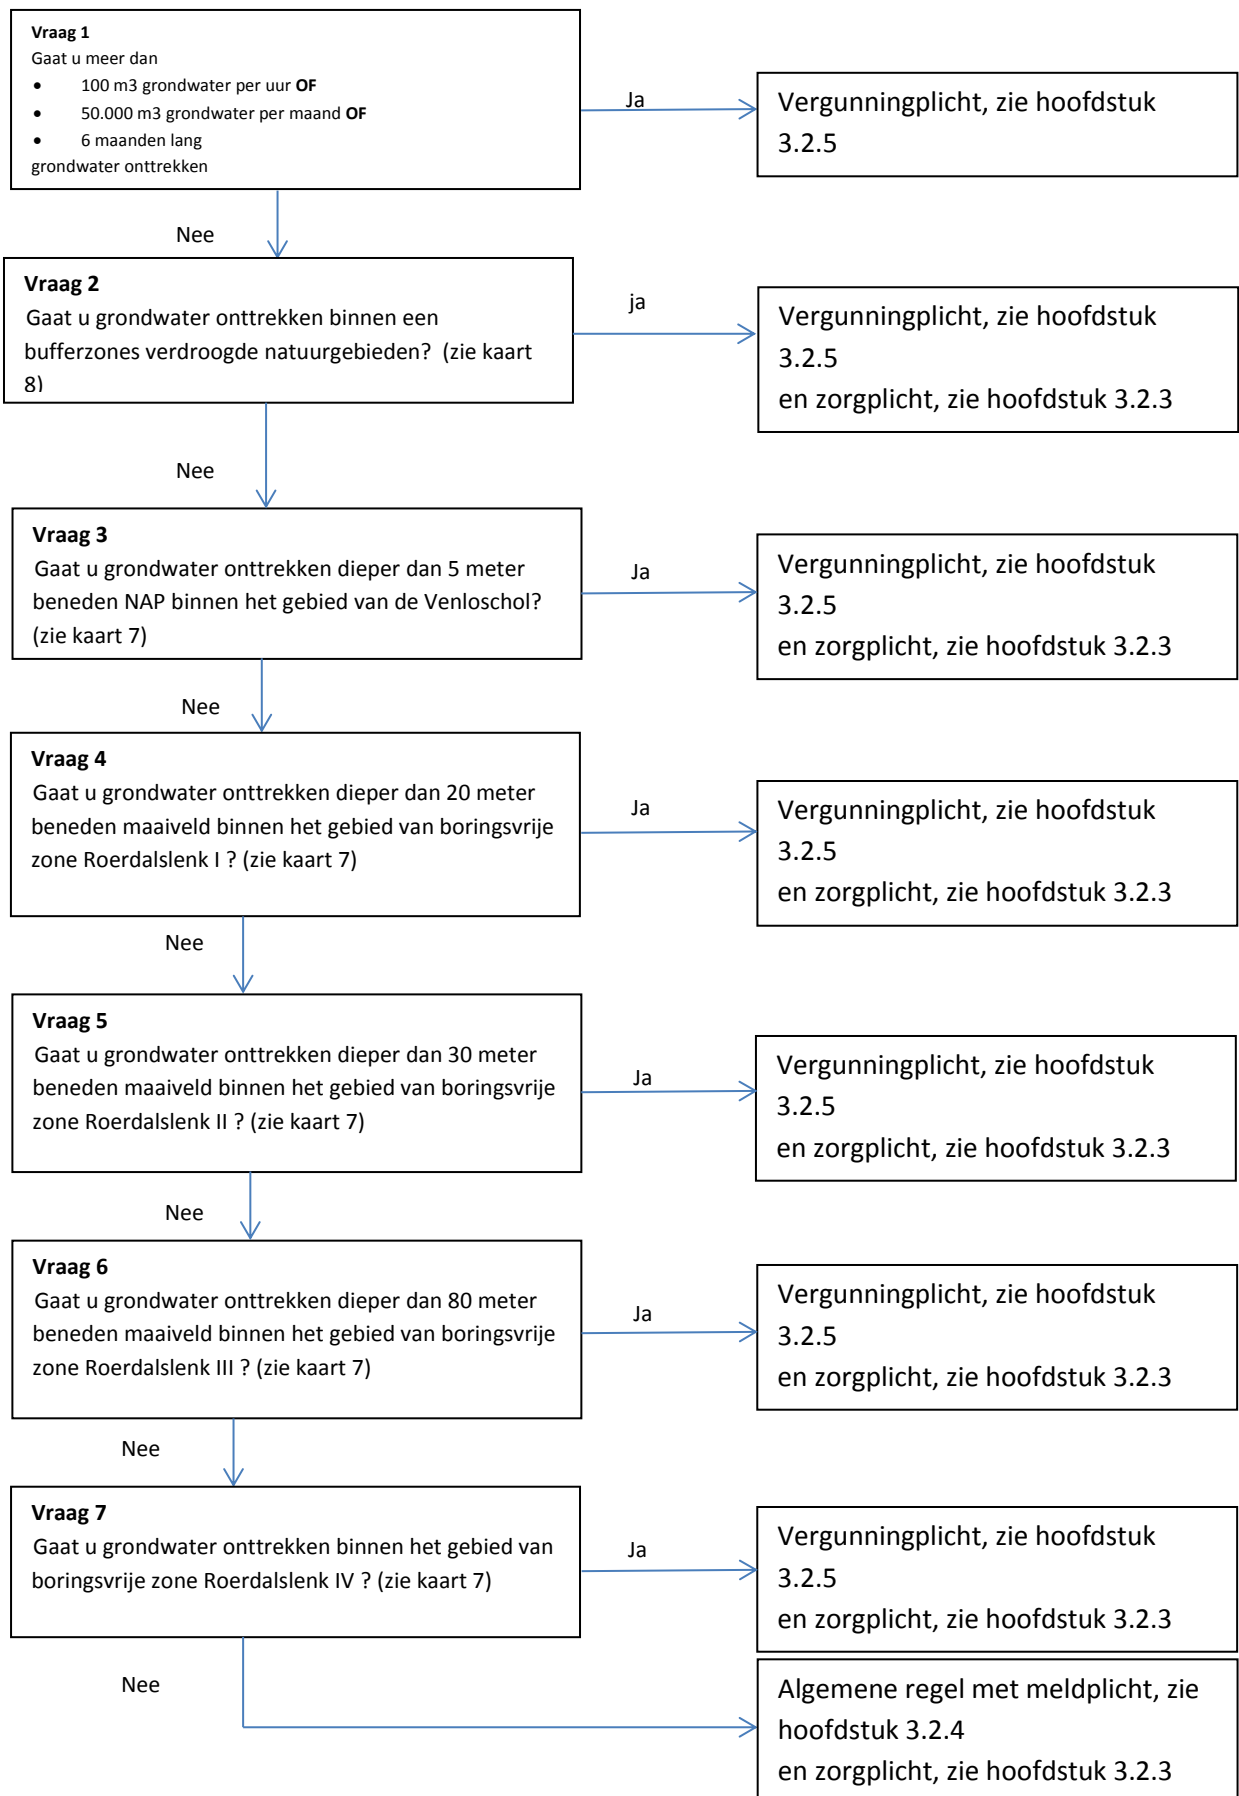 Vraag 1
Gaat u meer dan
• 100 m3 grondwater per uur OF
• 50.000 m3 grondwater per maand OF
• 6 maanden lang
grondwater onttrekken
Ja
Vergunningplicht, zie hoofdstuk
3.2.5
Nee
Vraag 2
Gaat u grondwater onttrekken binnen een
bufferzones verdroogde natuurgebieden? (zie kaart
8)
ja
Vergunningplicht, zie hoofdstuk
3.2.5
en zorgplicht, zie hoofdstuk 3.2.3
Nee
Vraag 3
Gaat u grondwater onttrekken dieper dan 5 meter
beneden NAP binnen het gebied van de Venloschol?
(zie kaart 7)
Ja
Vergunningplicht, zie hoofdstuk
3.2.5
en zorgplicht, zie hoofdstuk 3.2.3
Nee
Vraag 4
Gaat u grondwater onttrekken dieper dan 20 meter
beneden maaiveld binnen het gebied van boringsvrije
zone Roerdalslenk I ? (zie kaart 7)
Ja
Vergunningplicht, zie hoofdstuk
3.2.5
en zorgplicht, zie hoofdstuk 3.2.3
Nee
Vraag 5
Gaat u grondwater onttrekken dieper dan 30 meter
beneden maaiveld binnen het gebied van boringsvrije
zone Roerdalslenk II ? (zie kaart 7)
Ja
Vergunningplicht, zie hoofdstuk
3.2.5
en zorgplicht, zie hoofdstuk 3.2.3
Nee
Vraag 6
Gaat u grondwater onttrekken dieper dan 80 meter
beneden maaiveld binnen het gebied van boringsvrije
zone Roerdalslenk III ? (zie kaart 7)
Ja
Vergunningplicht, zie hoofdstuk
3.2.5
en zorgplicht, zie hoofdstuk 3.2.3
Nee
Vraag 7
Gaat u grondwater onttrekken binnen het gebied van
boringsvrije zone Roerdalslenk IV ? (zie kaart 7)
Ja
Vergunningplicht, zie hoofdstuk
3.2.5
en zorgplicht, zie hoofdstuk 3.2.3
Nee
Algemene regel met meldplicht, zie
hoofdstuk 3.2.4
en zorgplicht, zie hoofdstuk 3.2.3